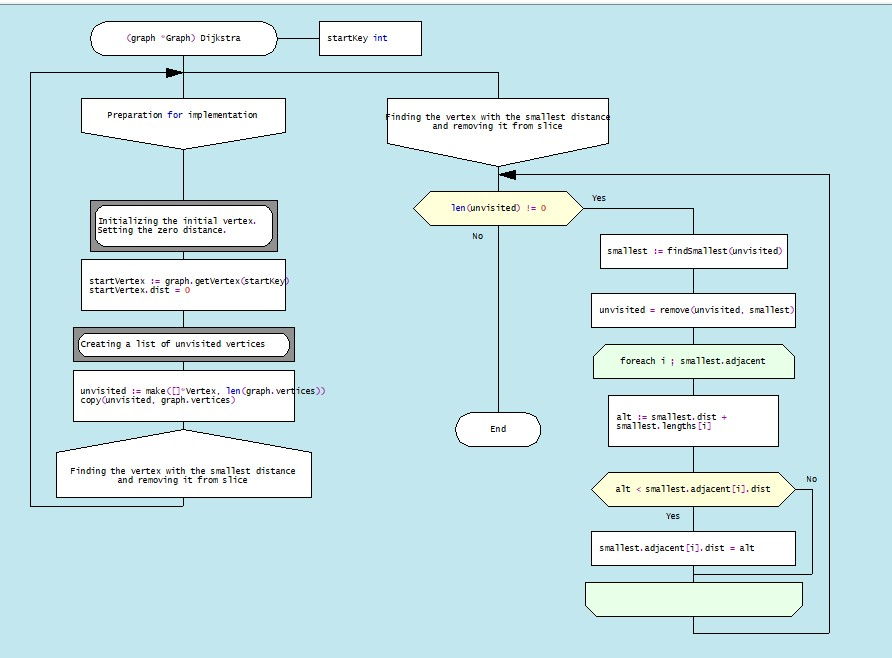 (graph *Graph) Dijkstra
startKey int
Preparation for implementation
Initializing the initial vertex.
Setting the zero distance.
startVertex := graph.getVertex(startKey)
startVertex.dist = 0
Creating a list of unvisited vertices
unvisited := make([]*Vertex, len(graph.vertices))
copy(unvisited, graph.vertices)
Finding the vertex with the smallest distance
and removing it from slice
Finding the vertex with the smallest distance
and removing it from slice
len(unvisited) != 0
Yes
No
End
smallest := findSmallest(unvisited)
unvisited = remove(unvisited, smallest)
foreach i ; smallest.adjacent
alt := smallest.dist +
smallest.lengths[i]
alt < smallest.adjacent[i].dist
No
Yes
smallest.adjacent[i].dist = alt